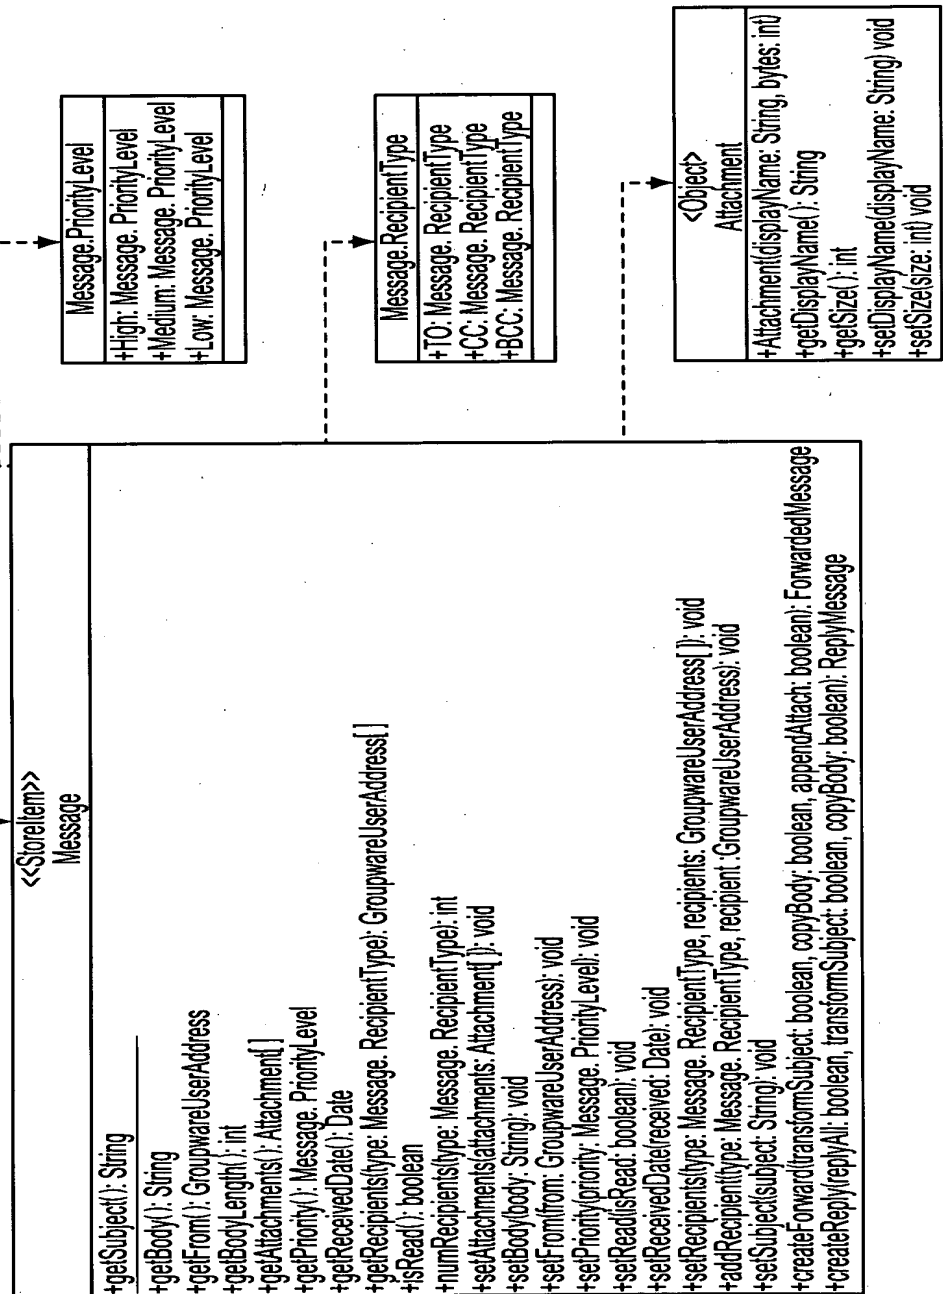 <<StoreItem>>
Message
+getSubject( ): String
+getBody( ): String
+getFrom( ): GroupwareUserAddress
+getBodyLength( ): int
+getAttachments( ): Attachment[ ]
+getPriority( ): Message. PriorityLevel
+getReceivedDate( ): Date
+getRecipients(type: Message. RecipientType): GroupwareUserAddress[ ]
+isRead( ): boolean
+numRecipients(type: Message. RecipientType): int
+setAttachments(attachments: Attachment[ ]): void
+setBody(body: String): void
+setFrom(from: GroupwareUserAddress): void
+setPriority(priority: Message. PriorityLevel): void
+setRead(isRead: boolean): void
+setReceivedDate(received: Date): void
+setRecipients(type: Message. RecipientType, recipients: GroupwareUserAddress[ ]): void
+addRecipient(type: Message. RecipientType, recipient :GroupwareUserAddress): void
+setSubject(subject: String): void
+createForward(transformSubject: boolean, copyBody: boolean, appendAttach: boolean): ForwardedMessage
+createReply(replyAll: boolean, transformSubject: boolean, copyBody: boolean): ReplyMessage
Message.PriorityLevel
+High: Message. PriorityLevel
+Medium: Message. PriorityLevel
+Low: Message. PriorityLevel
Message.RecipientType
+TO: Message. RecipientType
+CC: Message. RecipientType
+BCC: Message. RecipientType
<Object>
Attachment
+Attachment(displayName: String, bytes: int)
+getDisplayName( ): String
+getSize( ): int
+setDisplayName(displayName: String) void
+setSize(size: int) void